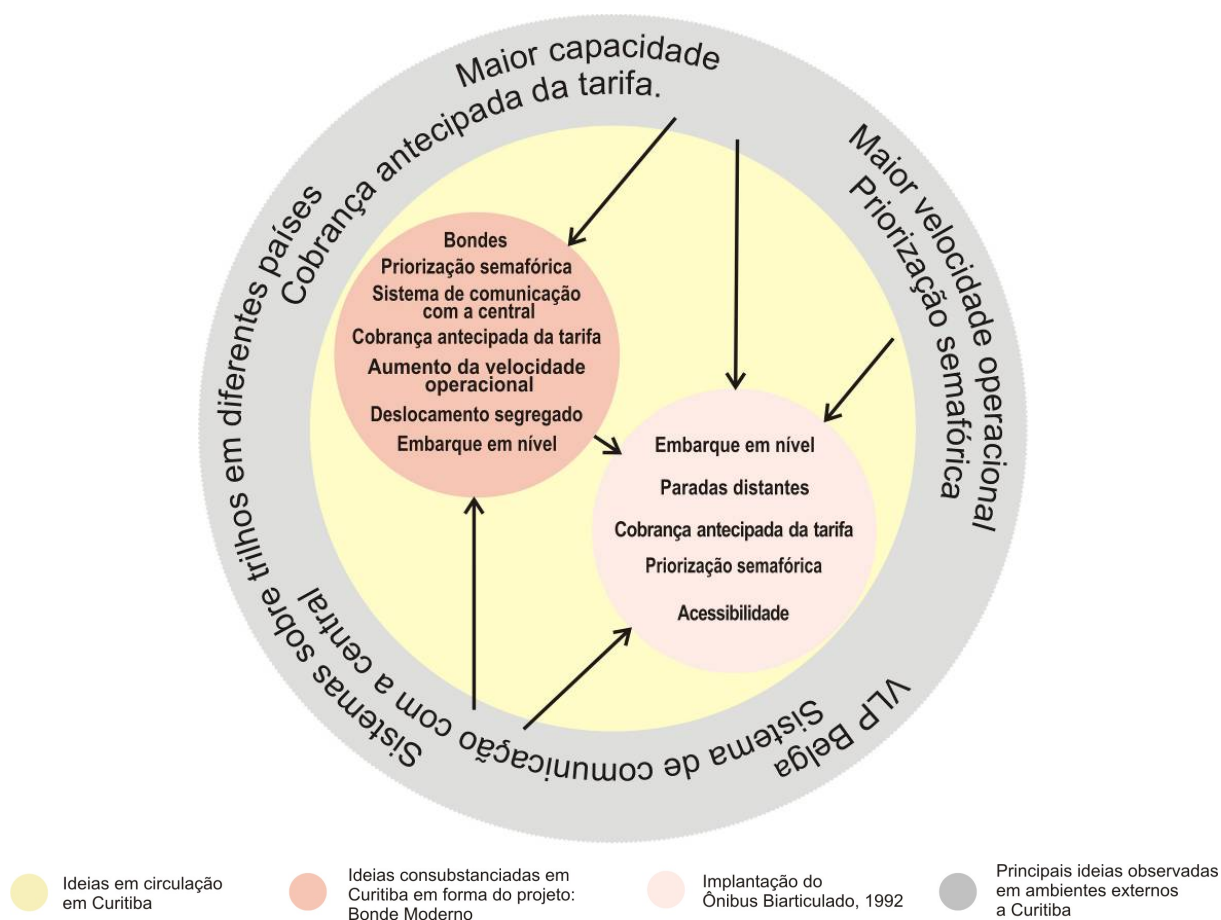 Maior capacidade
Cobrança antecipada da tarifa.
Maior velocidade operacional
Priorização semafórica
Sistemas sobre trilhos em diferentes países
Sistema de comunicação com a central
VLP Belga
Bondes
Priorização semafórica
Sistema de comunicação
com a central
Cobrança antecipada da tarifa
Aumento da velocidade
operacional
Deslocamento segregado
Embarque em nível
Embarque em nível
Paradas distantes
Cobrança antecipada da tarifa
Priorização semafórica
Acessibilidade
Ideias em circulação
em Curitiba
Ideias consubstanciadas em
Curitiba em forma do projeto:
Bonde Moderno
Implantação do
Ônibus Biarticulado, 1992
Principais ideias observadas
em ambientes externos
a Curitiba